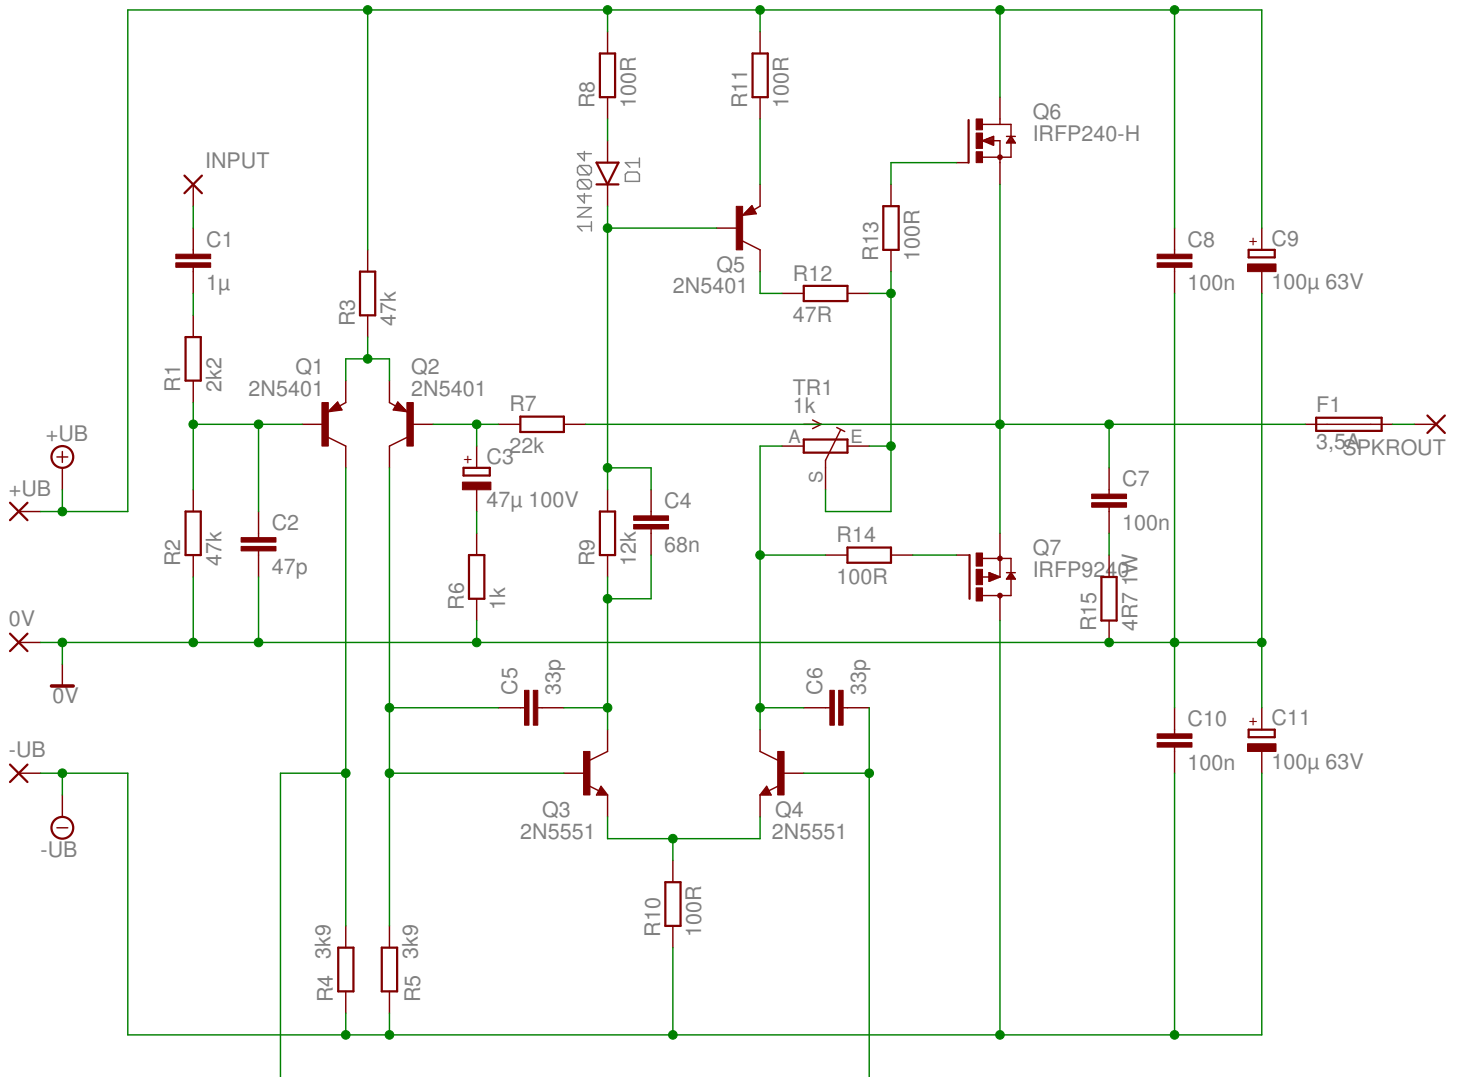 R8
100R
R11
100R
Q6
IRFP240-H
INPUT
1N4004
D1
C1
1µ
R13
100R
C8
100n
+
C9
100µ 63V
Q5
2N5401
R12
47R
R3
47k
R1
2k2
Q1
2N5401
Q2
2N5401
R7
22k
TR1
1k
A
E
S
F1
3,5A
SPKROUT
+UB
+UB
+
C3
47µ 100V
C7
100n
R2
47k
C2
47p
R9
12k
C4
68n
R14
100R
Q7
IRFP9240
R6
1k
R15
4R7 1W
0V
0V
C5
33p
C6
33p
-UB
-UB
C10
100n
+
C11
100µ 63V
Q3
2N5551
Q4
2N5551
R10
100R
R4
3k9
R5
3k9